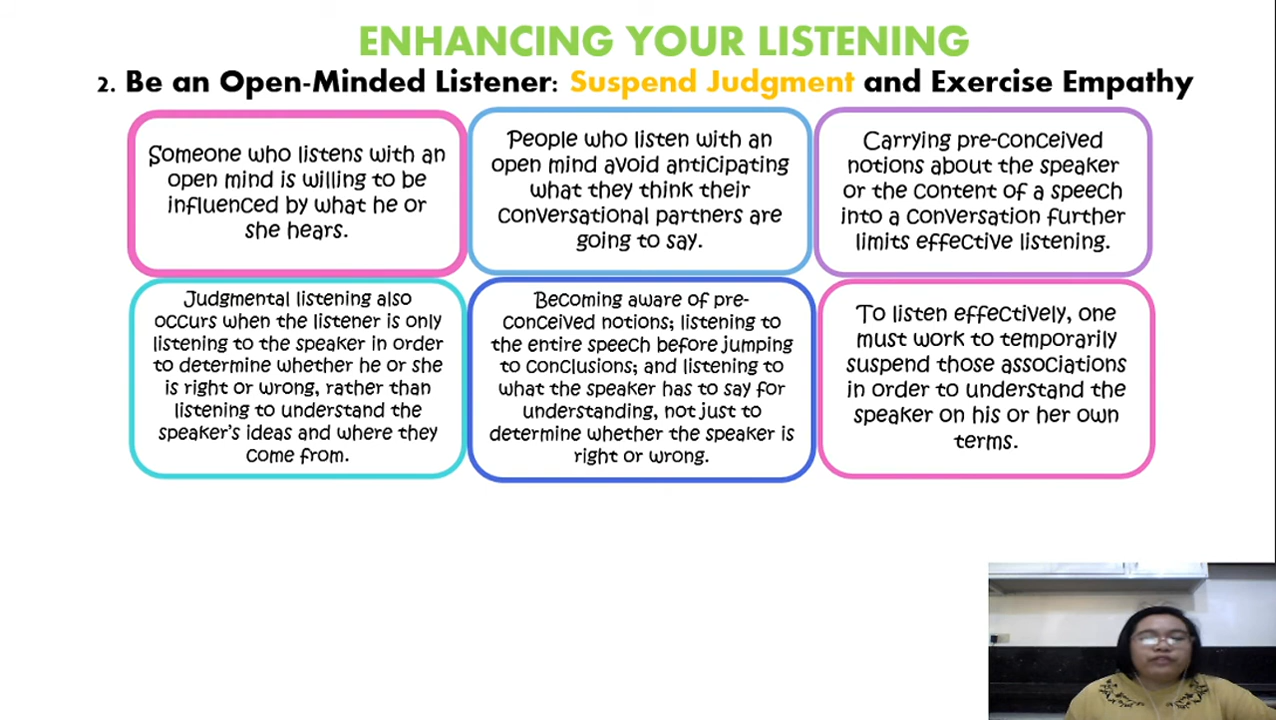 ENHANCING YOUR LISTENING
2. Be an Open-Minded Listener: Suspend Judgment and Exercise Empathy
Someone who listens with an
open mind is willing to be
influenced by what he or
she hears.
People who listen with an
open mind avoid anticipating
what they think their
conversational partners are
going to say.
Carrying pre-conceived
notions about the speaker
or the content of a speech
into a conversation further
limits effective listening.
Judgmental listening also
occurs when the listener is only
listening to the speaker in order
to determine whether he or she
is right or wrong, rather than
listening to understand the
speaker's ideas and where they
come from.
Becoming aware of pre-
conceived notions; listening to
the entire speech before jumping
to conclusions; and listening to
what the speaker has to say for
understanding, not just to
determine whether the speaker is
right or wrong.
To listen effectively, one
must work to temporarily
suspend those associations
in order to understand the
speaker on his or her own
terms.